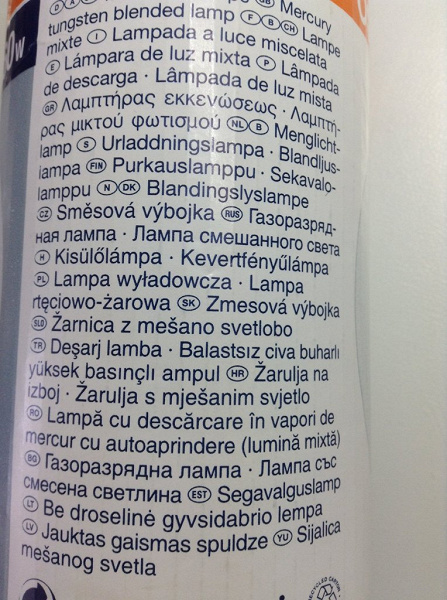 Mercury
tungsten blended lamp Ⓕ Ⓑ CH Lampe
mixte Ⓘ Lampada a luce miscelata
Ⓔ Lámpara de luz mixta Ⓟ Lâmpada
de descarga · Lâmpada de luz mista
GR Λαμπτήρας εκκενώσεως · Λαμπτή-
ρας μικτού φωτισμού NL Ⓑ Menglicht-
lamp Ⓢ Urladdningslampa · Blandljus-
lampa FIN Purkauslamppu · Sekavalo-
lamppu Ⓝ DK Blandingslyslampe
CZ Směsová výbojka RUS Газоразряд-
ная лампа · Лампа смешанного света
Ⓗ Kisülőlámpa · Kevertfényűlámpa
PL Lampa wyładowcza · Lampa
rtęciowo-żarowa SK Zmesová výbojka
SLO Žarnica z mešano svetlobo
TR Deşarj lamba · Balastsız civa buharlı
yüksek basınçlı ampul HR Žarulja na
izboj · Žarulja s mješanim svjetlo
RO Lampă cu descărcare în vapori de
mercur cu autoaprindere (lumină mixtă)
BG Газоразрядна лампа · Лампа със
смесена светлина EST Segavalguslamp
LT Be droselinė gyvsidabrio lempa
LV Jauktas gaismas spuldze YU Sijalica
mešanog svetla